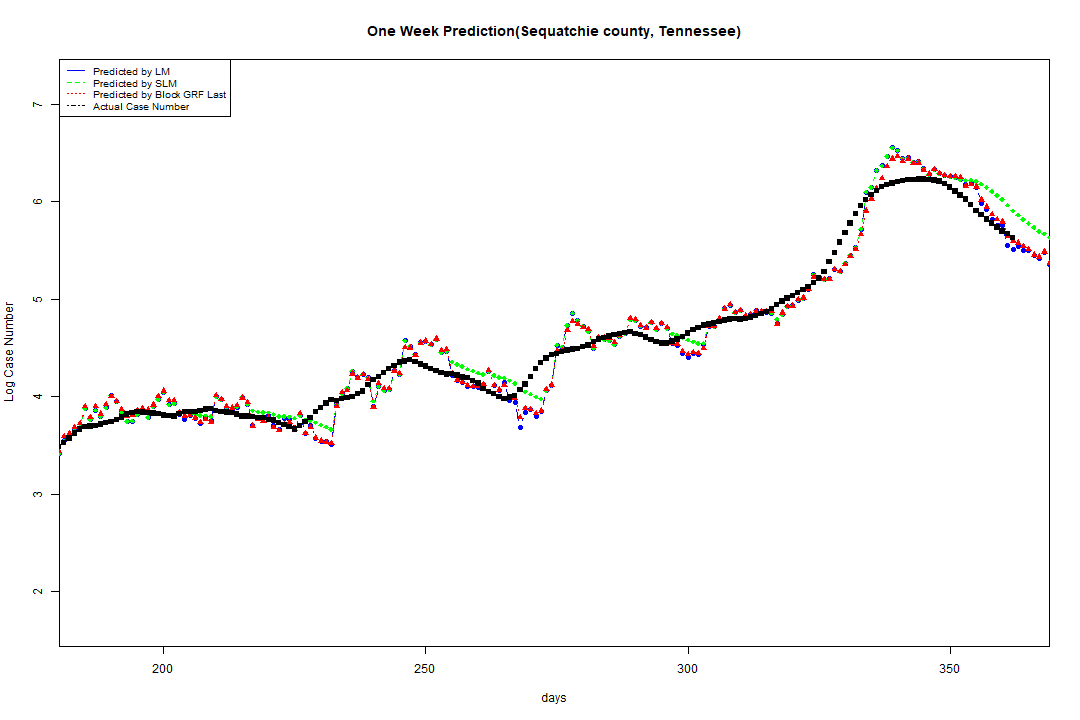 One Week Prediction(Sequatchie county, Tennessee)
Predicted by LM
Predicted by SLM
Predicted by Block GRF Last
Actual Case Number
7
6
5
4
3
2
Log Case Number
200
250
300
350
days